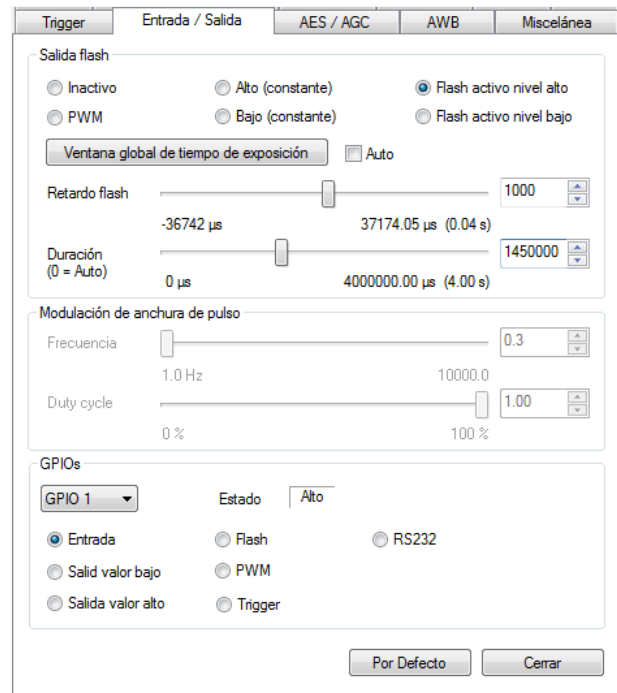 Trigger Entrada / Salida AES / AGC AWB Miscelánea
Salida flash
Inactivo Alto (constante) Flash activo nivel alto
PWM Bajo (constante) Flash activo nivel bajo
Ventana global de tiempo de exposición Auto
Retardo flash 1000
-36742 µs 37174.05 µs (0.04 s)
Duración 1450000
(0 = Auto)
0 µs 4000000.00 µs (4.00 s)
Modulación de anchura de pulso
Frecuencia 0.3
1.0 Hz 10000.0
Duty cycle 1.00
0 % 100 %
GPIOs
GPIO 1 Estado Alto
Entrada Flash RS232
Salid valor bajo PWM
Salida valor alto Trigger
Por Defecto Cerrar